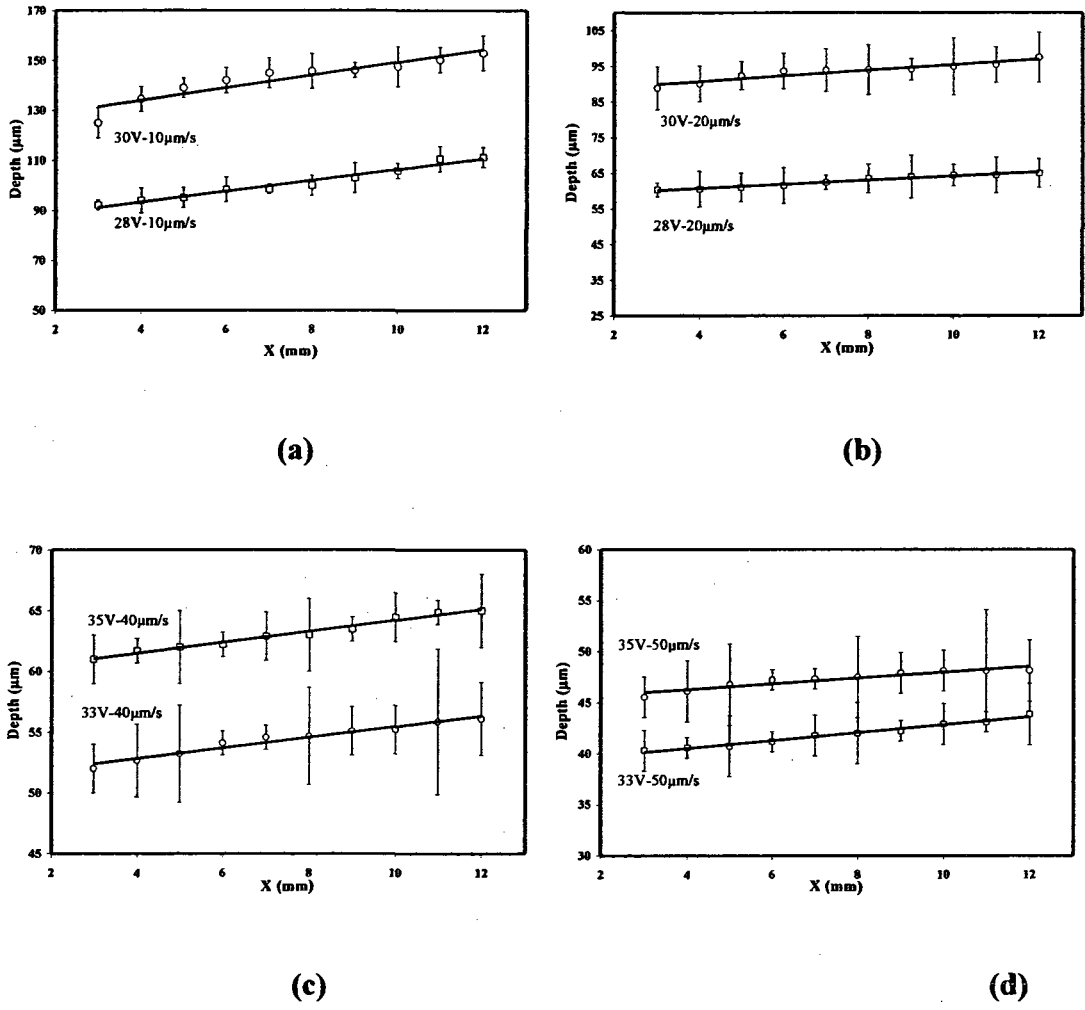 170
150
130
110
90
70
50
Depth (µm)
30V-10µm/s
28V-10µm/s
2 4 6 8 10 12
X (mm)
(a)
105
95
85
75
65
55
45
35
25
Depth (µm)
30V-20µm/s
28V-20µm/s
2 4 6 8 10 12
X (mm)
(b)
70
65
60
55
50
45
Depth (µm)
35V-40µm/s
33V-40µm/s
2 4 6 8 10 12
X (mm)
(c)
60
55
50
45
40
35
30
Depth (µm)
35V-50µm/s
33V-50µm/s
2 4 6 8 10 12
X (mm)
(d)